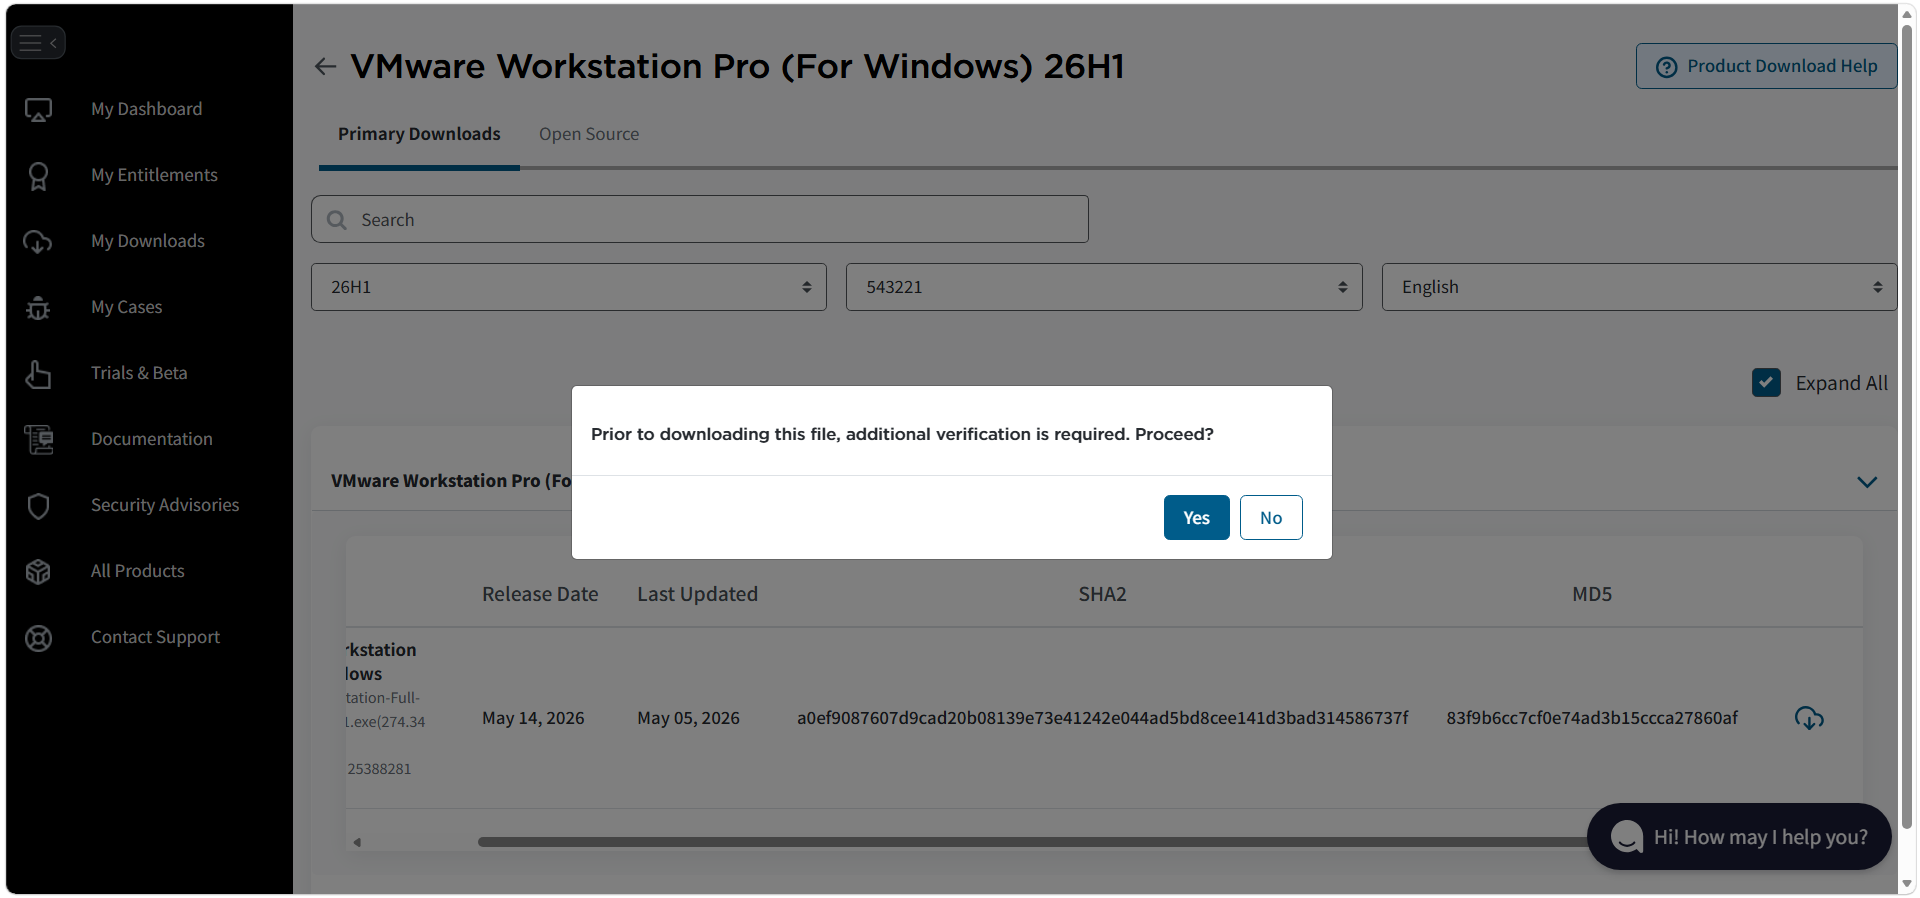 My Dashboard
My Entitlements
My Downloads
My Cases
Trials & Beta
Documentation
Security Advisories
All Products
Contact Support
VMware Workstation Pro (For Windows) 26H1
Product Download Help
Primary Downloads
Open Source
Search
26H1
543221
English
Expand All
Prior to downloading this file, additional verification is required. Proceed?
Yes
No
VMware Workstation Pro (Fo
Release Date
Last Updated
SHA2
MD5
rkstation
lows
tation-Full-
1.exe(274.34
25388281
May 14, 2026
May 05, 2026
a0ef9087607d9cad20b08139e73e41242e044ad5bd8cee141d3bad314586737f
83f9b6cc7cf0e74ad3b15ccca27860af
Hi! How may I help you?